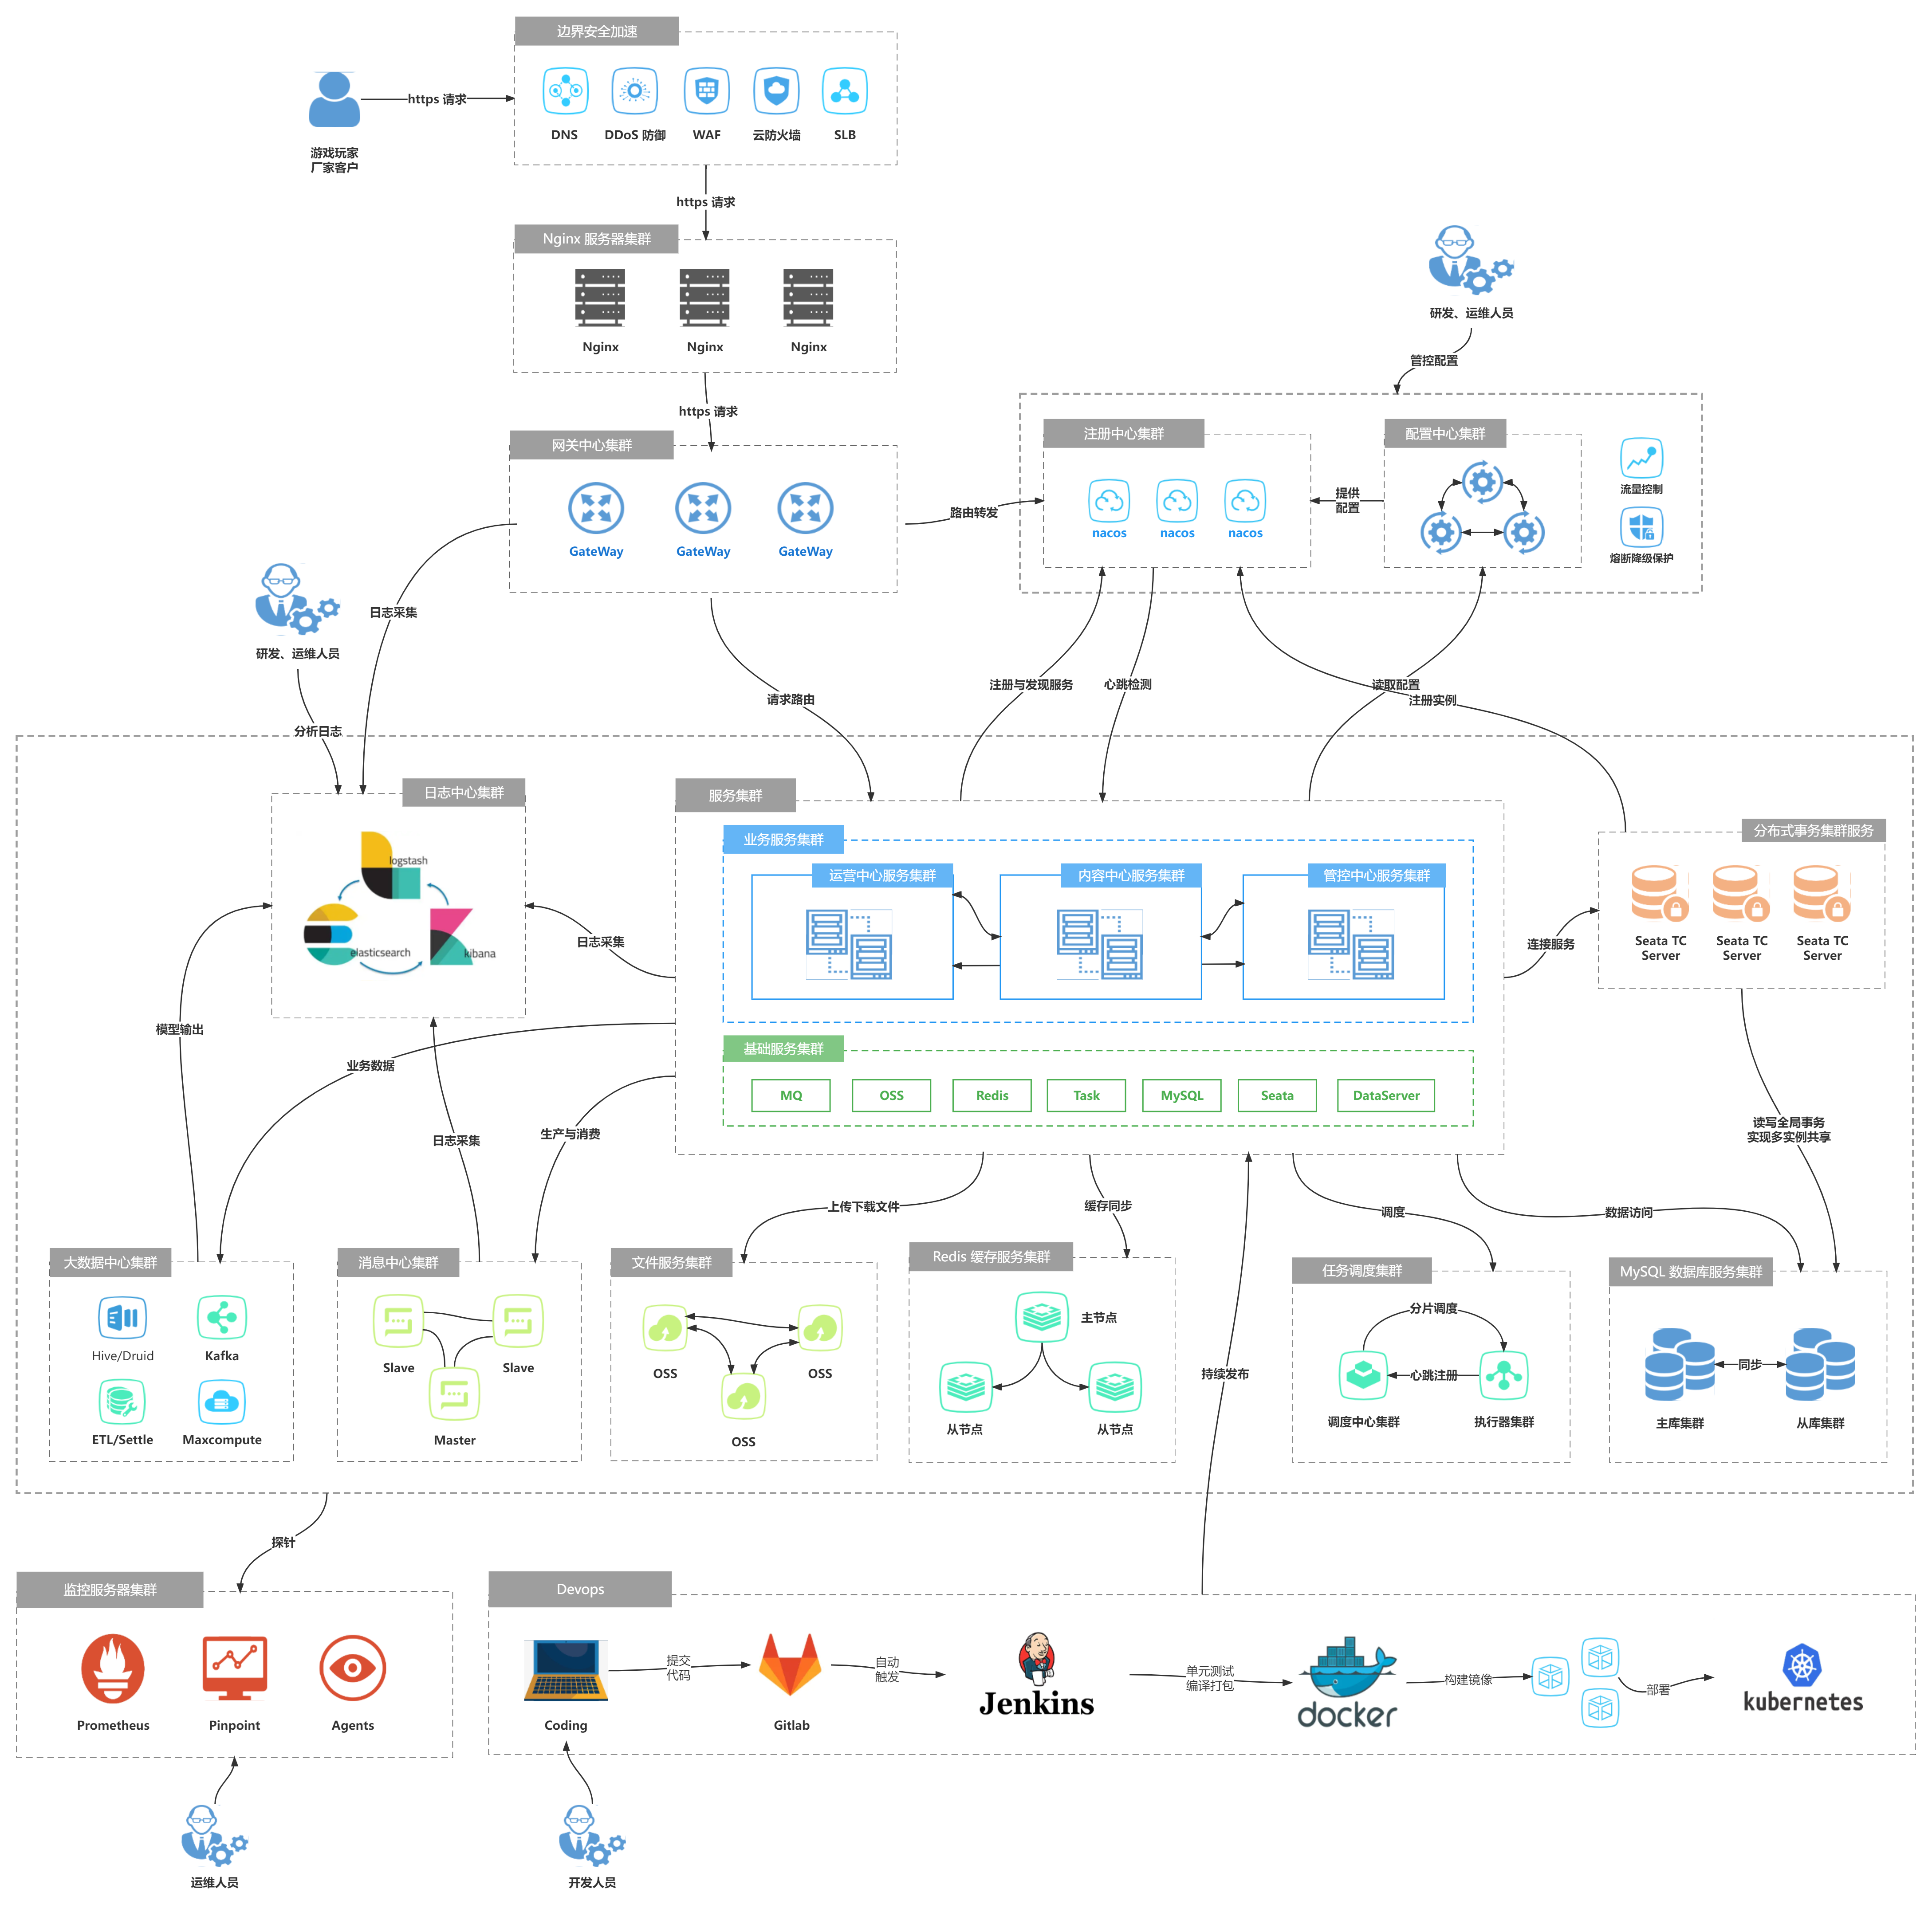 边界安全加速
DNS
DDoS 防御
WAF
云防火墙
SLB
https 请求
游戏玩家
厂家客户
https 请求
Nginx 服务器集群
Nginx
Nginx
Nginx
研发、运维人员
管控配置
https 请求
网关中心集群
GateWay
GateWay
GateWay
路由转发
注册中心集群
nacos
nacos
nacos
提供
配置
配置中心集群
流量控制
熔断降级保护
日志采集
研发、运维人员
分析日志
请求路由
注册与发现服务
心跳检测
读取配置
注册实例
日志中心集群
logstash
elasticsearch
kibana
日志采集
服务集群
业务服务集群
运营中心服务集群
内容中心服务集群
管控中心服务集群
基础服务集群
MQ
OSS
Redis
Task
MySQL
Seata
DataServer
连接服务
分布式事务集群服务
Seata TC
Server
Seata TC
Server
Seata TC
Server
模型输出
业务数据
日志采集
生产与消费
读写全局事务
实现多实例共享
上传下载文件
缓存同步
调度
数据访问
大数据中心集群
Hive/Druid
Kafka
ETL/Settle
Maxcompute
消息中心集群
Slave
Slave
Master
文件服务集群
OSS
OSS
OSS
Redis 缓存服务集群
主节点
从节点
从节点
持续发布
任务调度集群
分片调度
心跳注册
调度中心集群
执行器集群
MySQL 数据库服务集群
同步
主库集群
从库集群
探针
监控服务器集群
Prometheus
Pinpoint
Agents
运维人员
Devops
Coding
提交
代码
Gitlab
自动
触发
Jenkins
单元测试
编译打包
docker
构建镜像
部署
kubernetes
开发人员